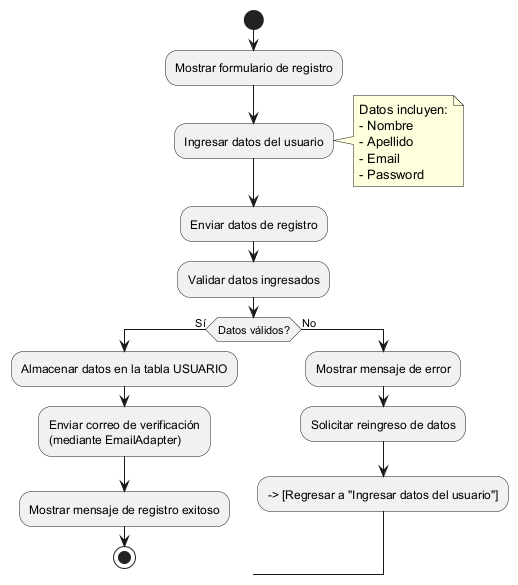 Mostrar formulario de registro
Ingresar datos del usuario
Datos incluyen:
- Nombre
- Apellido
- Email
- Password
Enviar datos de registro
Validar datos ingresados
Datos válidos?
Sí
No
Almacenar datos en la tabla USUARIO
Enviar correo de verificación
(mediante EmailAdapter)
Mostrar mensaje de registro exitoso
Mostrar mensaje de error
Solicitar reingreso de datos
-> [Regresar a "Ingresar datos del usuario"]